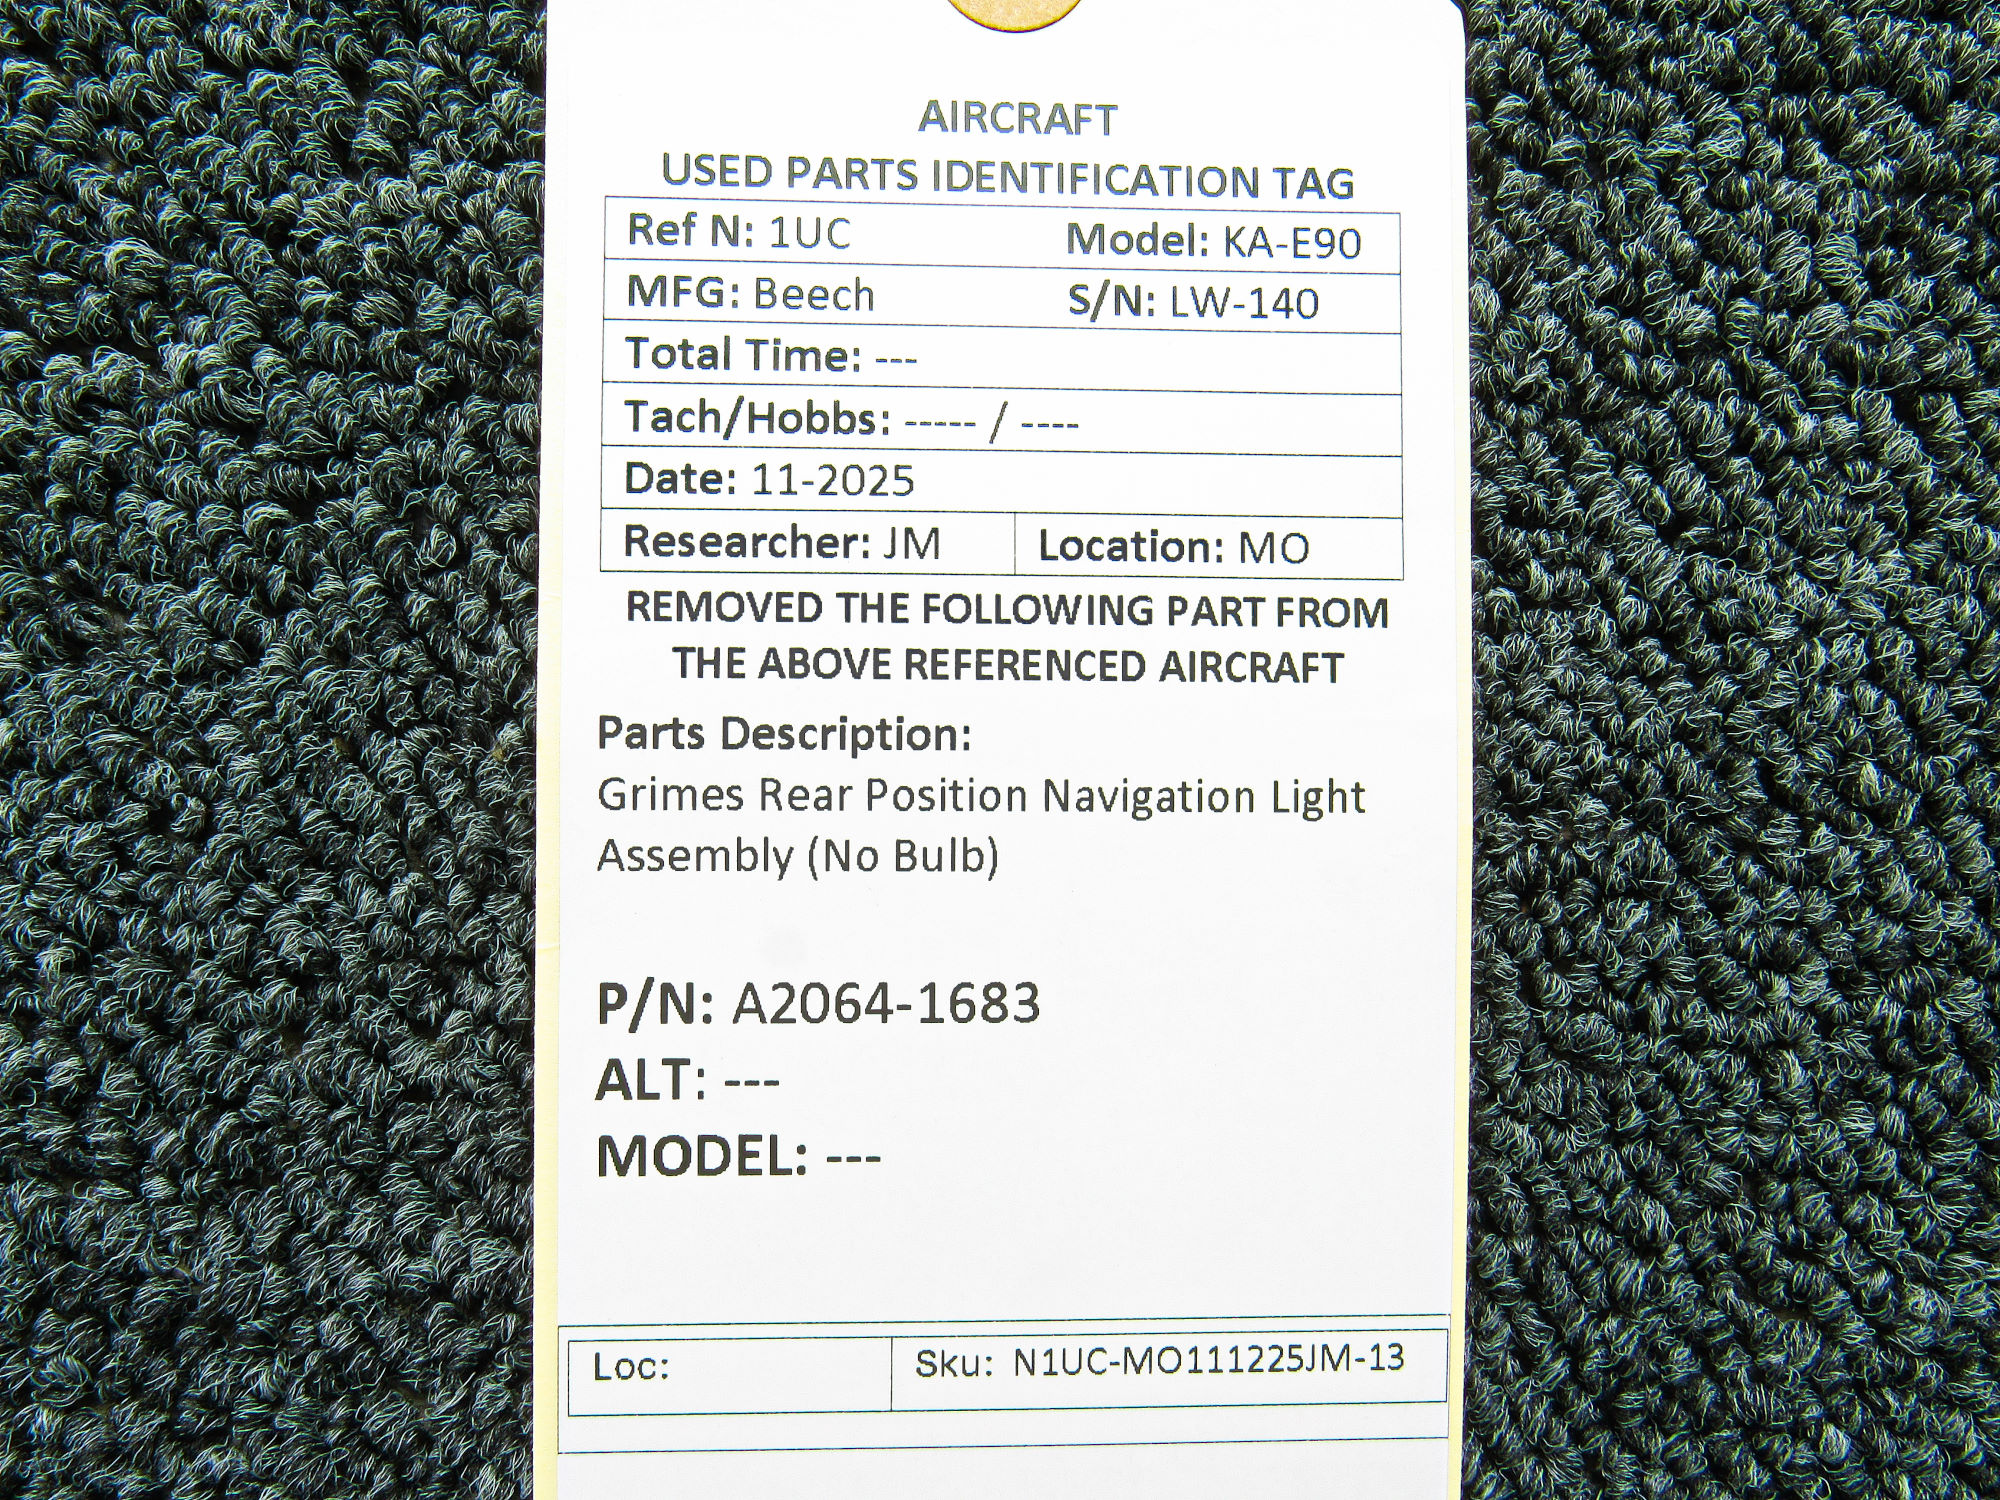 AIRCRAFT
USED PARTS IDENTIFICATION TAG
Ref N: 1UC Model: KA-E90
MFG: Beech S/N: LW-140
Total Time: ---
Tach/Hobbs: ----- / ----
Date: 11-2025
Researcher: JM Location: MO
REMOVED THE FOLLOWING PART FROM
THE ABOVE REFERENCED AIRCRAFT
Parts Description:
Grimes Rear Position Navigation Light
Assembly (No Bulb)
P/N: A2064-1683
ALT: ---
MODEL: ---
Loc: Sku: N1UC-MO111225JM-13